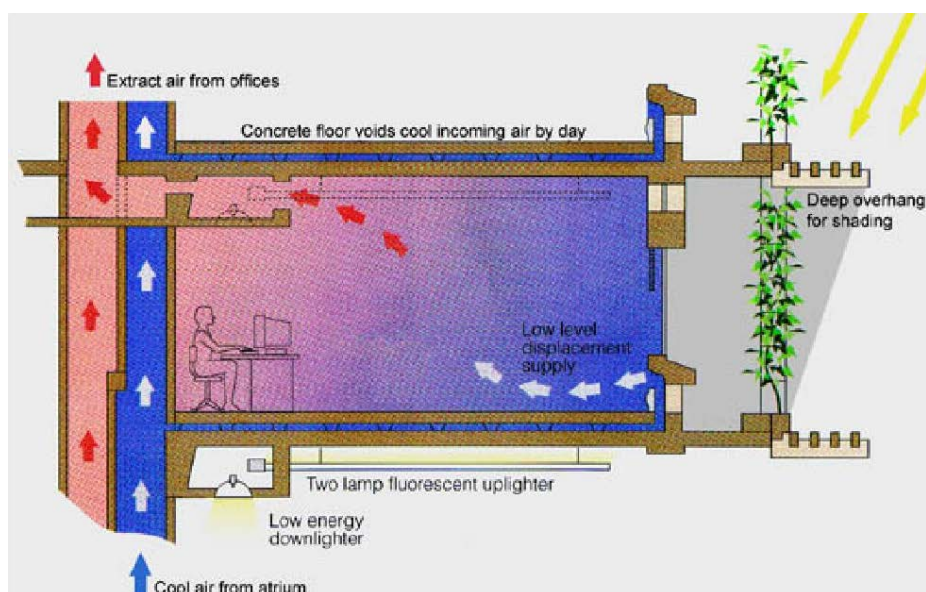 Extract air from offices
Concrete floor voids cool incoming air by day
Deep overhang
for shading
Low level
displacement
supply
Two lamp fluorescent uplighter
Low energy
downlighter
Cool air from atrium